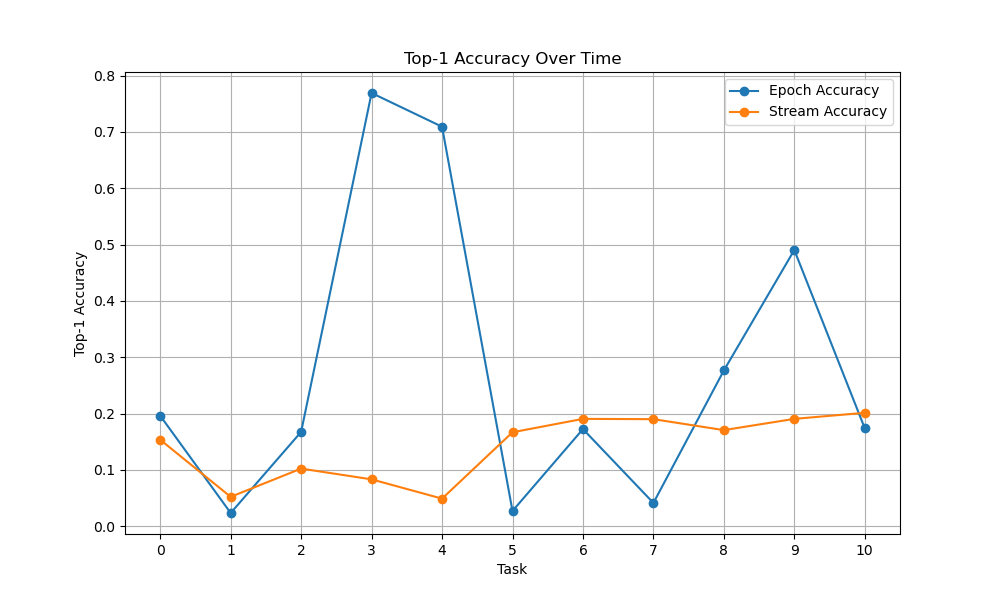 Top-1 Accuracy Over Time
Epoch Accuracy
Stream Accuracy
Top-1 Accuracy
0.8
0.7
0.6
0.5
0.4
0.3
0.2
0.1
0.0
0 1 2 3 4 5 6 7 8 9 10
Task